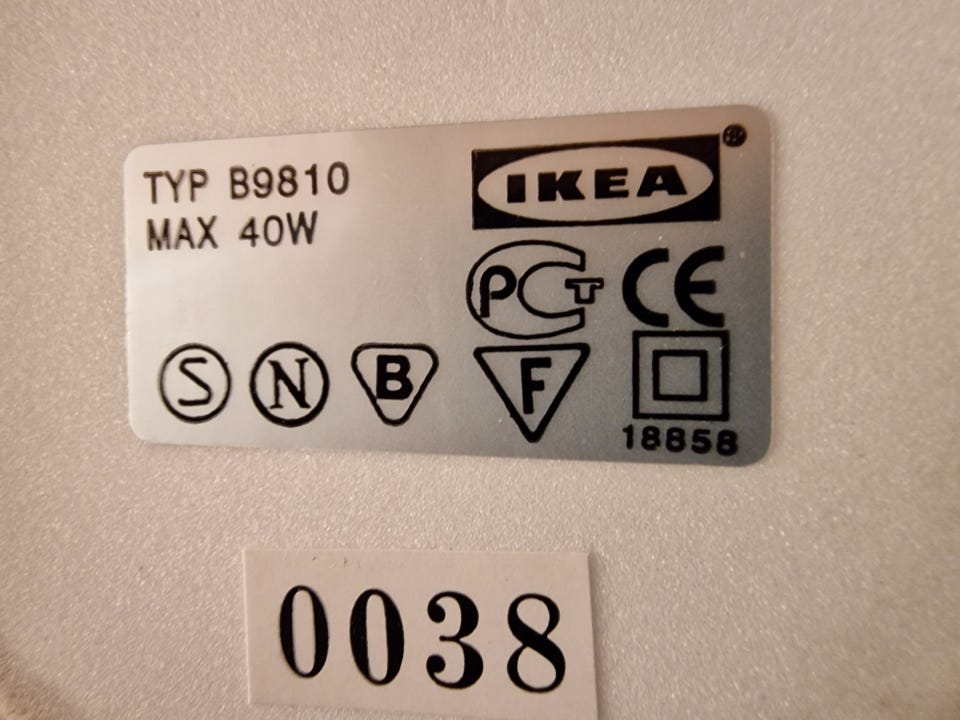 TYP B9810
MAX 40W
IKEA®
PCT
CE
S N B F
18858
0038